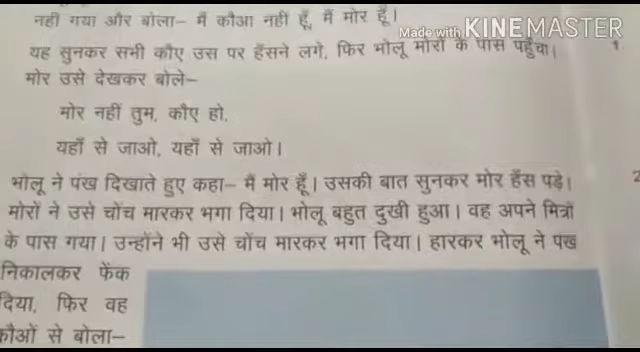 नहीं गया और बोला– मैं कौआ नहीं हूँ, मैं मोर हूँ।
Made with KINEMASTER
यह सुनकर सभी कौए उस पर हँसने लगे, फिर भोलू मोरों के पास पहुँचा।
मोर उसे देखकर बोले–
मोर नहीं तुम, कौए हो,
यहाँ से जाओ, यहाँ से जाओ।
भोलू ने पंख दिखाते हुए कहा– मैं मोर हूँ। उसकी बात सुनकर मोर हँस पड़े।
मोरों ने उसे चोंच मारकर भगा दिया। भोलू बहुत दुखी हुआ। वह अपने मित्रों
के पास गया। उन्होंने भी उसे चोंच मारकर भगा दिया। हारकर भोलू ने पंख
निकालकर फेंक
दिया, फिर वह
कौओं से बोला–
1.
2